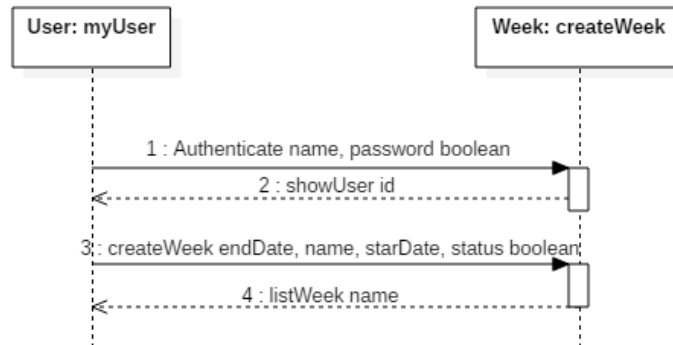 User: myUser
Week: createWeek
1 : Authenticate name, password boolean
2 : showUser id
3 : createWeek endDate, name, starDate, status boolean
4 : listWeek name